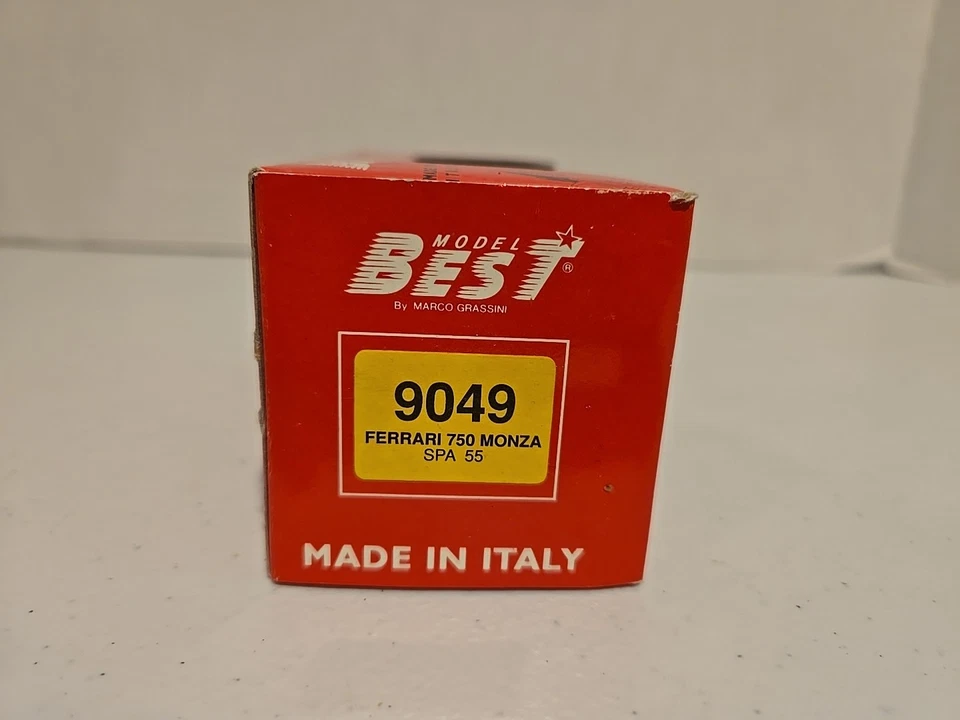 MODEL
BEST®
By MARCO GRASSINI
9049
FERRARI 750 MONZA
SPA 55
MADE IN ITALY